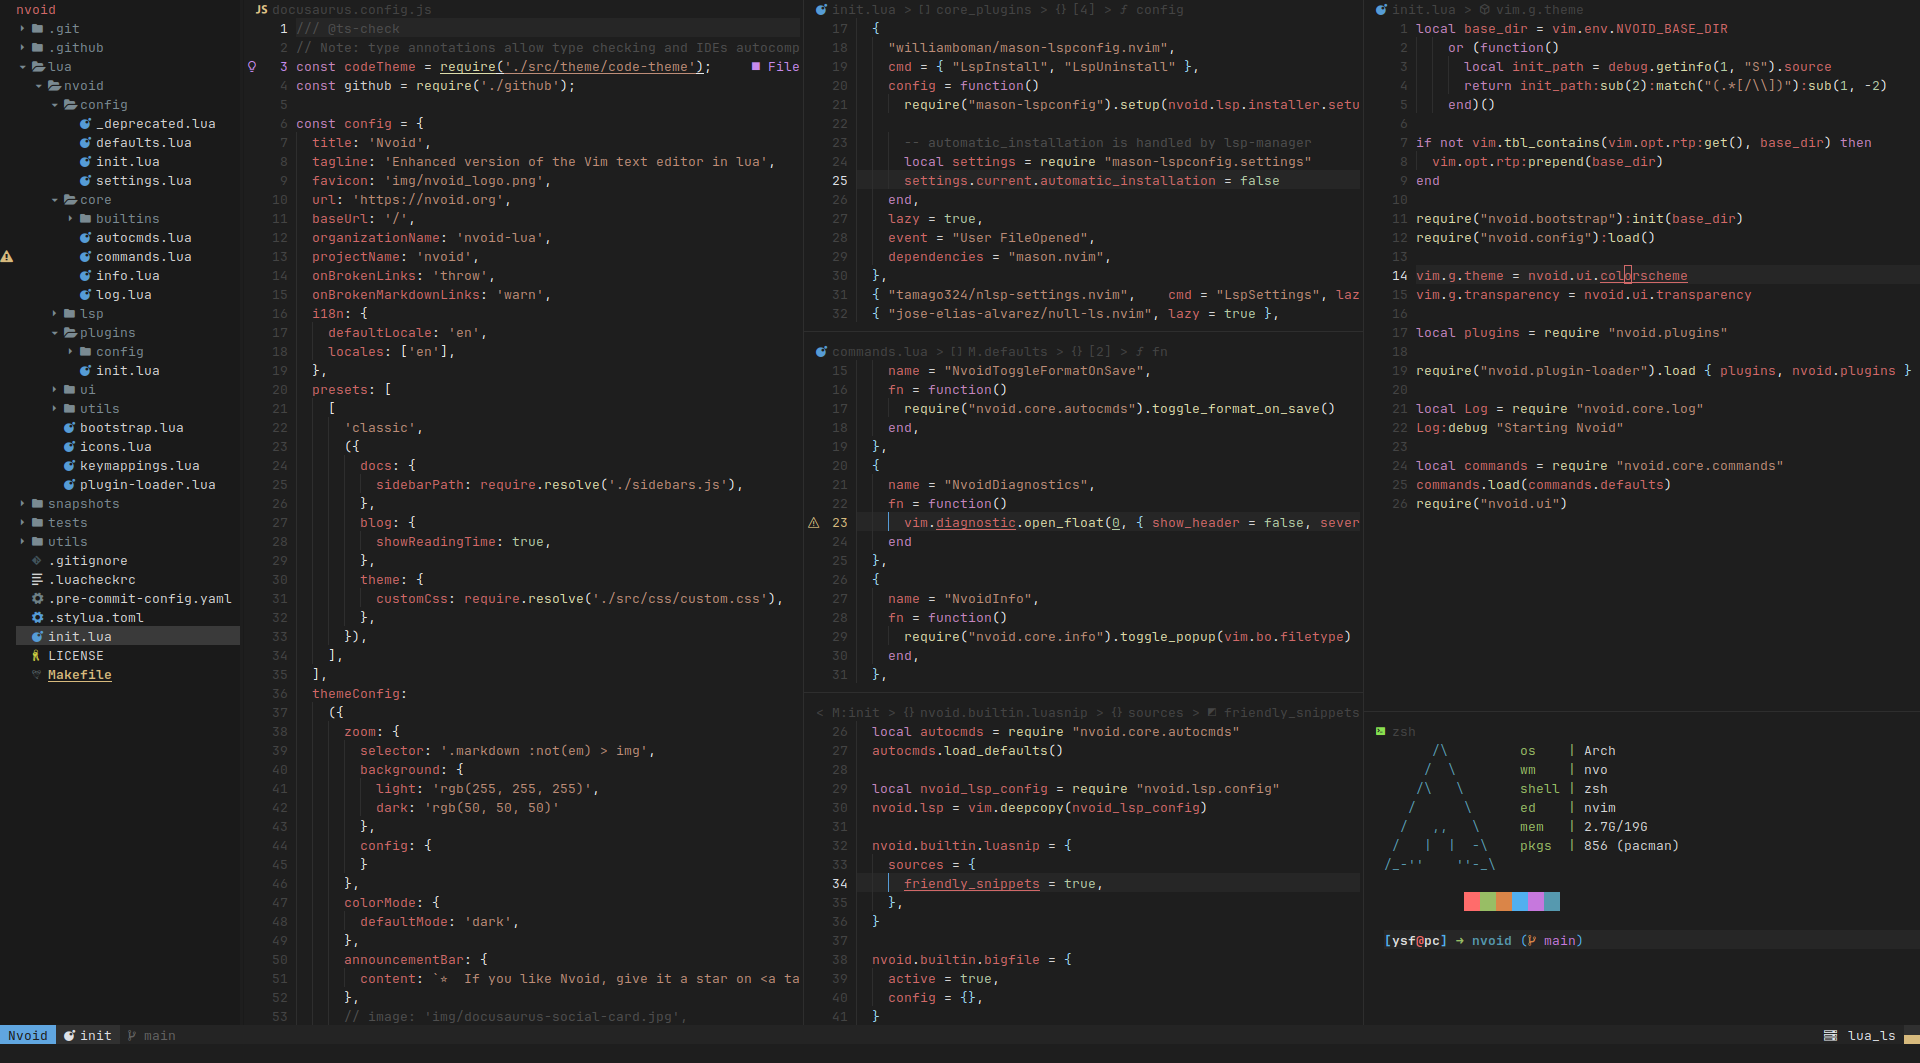 nvoid
.git
.github
lua
nvoid
config
_deprecated.lua
defaults.lua
init.lua
settings.lua
core
builtins
autocmds.lua
commands.lua
info.lua
log.lua
lsp
plugins
config
init.lua
ui
utils
bootstrap.lua
icons.lua
keymappings.lua
plugin-loader.lua
snapshots
tests
utils
.gitignore
.luacheckrc
.pre-commit-config.yaml
.stylua.toml
init.lua
LICENSE
Makefile
JS docusaurus.config.js
1 /// @ts-check
2 // Note: type annotations allow type checking and IDEs autocomp
3 const codeTheme = require('./src/theme/code-theme'); ■ File
4 const github = require('./github');
5
6 const config = {
7 title: 'Nvoid',
8 tagline: 'Enhanced version of the Vim text editor in lua',
9 favicon: 'img/nvoid_logo.png',
10 url: 'https://nvoid.org',
11 baseUrl: '/',
12 organizationName: 'nvoid-lua',
13 projectName: 'nvoid',
14 onBrokenLinks: 'throw',
15 onBrokenMarkdownLinks: 'warn',
16 i18n: {
17 defaultLocale: 'en',
18 locales: ['en'],
19 },
20 presets: [
21 [
22 'classic',
23 ({
24 docs: {
25 sidebarPath: require.resolve('./sidebars.js'),
26 },
27 blog: {
28 showReadingTime: true,
29 },
30 theme: {
31 customCss: require.resolve('./src/css/custom.css'),
32 },
33 }),
34 ],
35 ],
36 themeConfig:
37 ({
38 zoom: {
39 selector: '.markdown :not(em) > img',
40 background: {
41 light: 'rgb(255, 255, 255)',
42 dark: 'rgb(50, 50, 50)'
43 },
44 config: {
45 }
46 },
47 colorMode: {
48 defaultMode: 'dark',
49 },
50 announcementBar: {
51 content: `⭐ If you like Nvoid, give it a star on <a ta
52 },
53 // image: 'img/docusaurus-social-card.jpg',
init.lua > [] core_plugins > {} [4] > ƒ config
17 {
18 "williamboman/mason-lspconfig.nvim",
19 cmd = { "LspInstall", "LspUninstall" },
20 config = function()
21 require("mason-lspconfig").setup(nvoid.lsp.installer.setu
22
23 -- automatic_installation is handled by lsp-manager
24 local settings = require "mason-lspconfig.settings"
25 settings.current.automatic_installation = false
26 end,
27 lazy = true,
28 event = "User FileOpened",
29 dependencies = "mason.nvim",
30 },
31 { "tamago324/nlsp-settings.nvim", cmd = "LspSettings", laz
32 { "jose-elias-alvarez/null-ls.nvim", lazy = true },
commands.lua > [] M.defaults > {} [2] > ƒ fn
15 name = "NvoidToggleFormatOnSave",
16 fn = function()
17 require("nvoid.core.autocmds").toggle_format_on_save()
18 end,
19 },
20 {
21 name = "NvoidDiagnostics",
22 fn = function()
23 vim.diagnostic.open_float(0, { show_header = false, sever
24 end
25 },
26 {
27 name = "NvoidInfo",
28 fn = function()
29 require("nvoid.core.info").toggle_popup(vim.bo.filetype)
30 end,
31 },
< M:init > {} nvoid.builtin.luasnip > {} sources > friendly_snippets
26 local autocmds = require "nvoid.core.autocmds"
27 autocmds.load_defaults()
28
29 local nvoid_lsp_config = require "nvoid.lsp.config"
30 nvoid.lsp = vim.deepcopy(nvoid_lsp_config)
31
32 nvoid.builtin.luasnip = {
33 sources = {
34 friendly_snippets = true,
35 },
36 }
37
38 nvoid.builtin.bigfile = {
39 active = true,
40 config = {},
41 }
init.lua > vim.g.theme
1 local base_dir = vim.env.NVOID_BASE_DIR
2 or (function()
3 local init_path = debug.getinfo(1, "S").source
4 return init_path:sub(2):match("(.*[/\\])"):sub(1, -2)
5 end)()
6
7 if not vim.tbl_contains(vim.opt.rtp:get(), base_dir) then
8 vim.opt.rtp:prepend(base_dir)
9 end
10
11 require("nvoid.bootstrap"):init(base_dir)
12 require("nvoid.config"):load()
13
14 vim.g.theme = nvoid.ui.colorscheme
15 vim.g.transparency = nvoid.ui.transparency
16
17 local plugins = require "nvoid.plugins"
18
19 require("nvoid.plugin-loader").load { plugins, nvoid.plugins }
20
21 local Log = require "nvoid.core.log"
22 Log:debug "Starting Nvoid"
23
24 local commands = require "nvoid.core.commands"
25 commands.load(commands.defaults)
26 require("nvoid.ui")
zsh
/\ os | Arch
/ \ wm | nvo
/\ \ shell | zsh
/ \ ed | nvim
/ ,, \ mem | 2.7G/19G
/ | | -\ pkgs | 856 (pacman)
/_-'' ''-_\
[ysf@pc] ➜ nvoid ( main)
Nvoid init main lua_ls